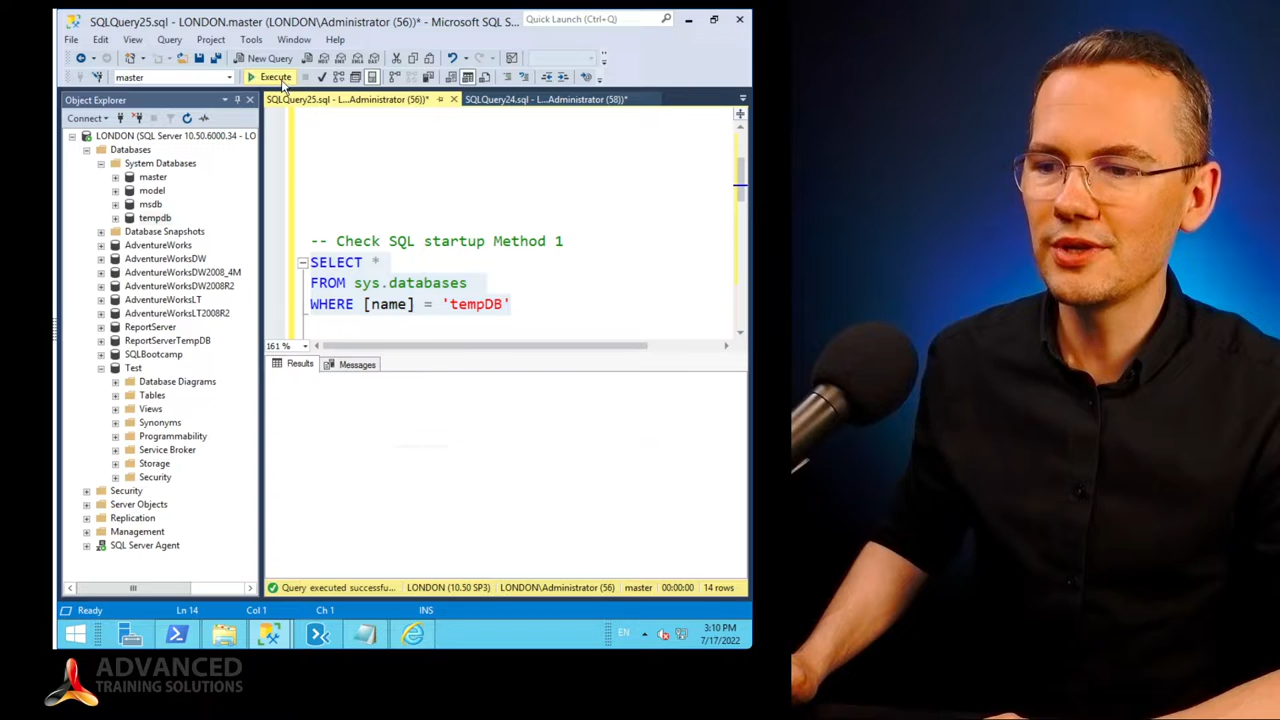 SQLQuery25.sql - LONDON.master (LONDON\Administrator (56))* - Microsoft SQL S...
Quick Launch (Ctrl+Q)
File Edit View Query Project Tools Window Help
New Query
master
Execute
Object Explorer
SQLQuery25.sql - L...Administrator (56))*
SQLQuery24.sql - L...Administrator (58))*
Connect
LONDON (SQL Server 10.50.6000.34 - LO
Databases
System Databases
master
model
msdb
tempdb
Database Snapshots
AdventureWorks
AdventureWorksDW
AdventureWorksDW2008_4M
AdventureWorksDW2008R2
AdventureWorksLT
AdventureWorksLT2008R2
ReportServer
ReportServerTempDB
SQLBootcamp
Test
Database Diagrams
Tables
Views
Synonyms
Programmability
Service Broker
Storage
Security
Security
Server Objects
Replication
Management
SQL Server Agent
-- Check SQL startup Method 1
SELECT *
FROM sys.databases
WHERE [name] = 'tempDB'
161 %
Results Messages
Query executed successfu... LONDON (10.50 SP3) LONDON\Administrator (56) master 00:00:00 14 rows
Ready Ln 14 Col 1 Ch 1 INS
EN
3:10 PM
7/17/2022
ADVANCED
TRAINING SOLUTIONS